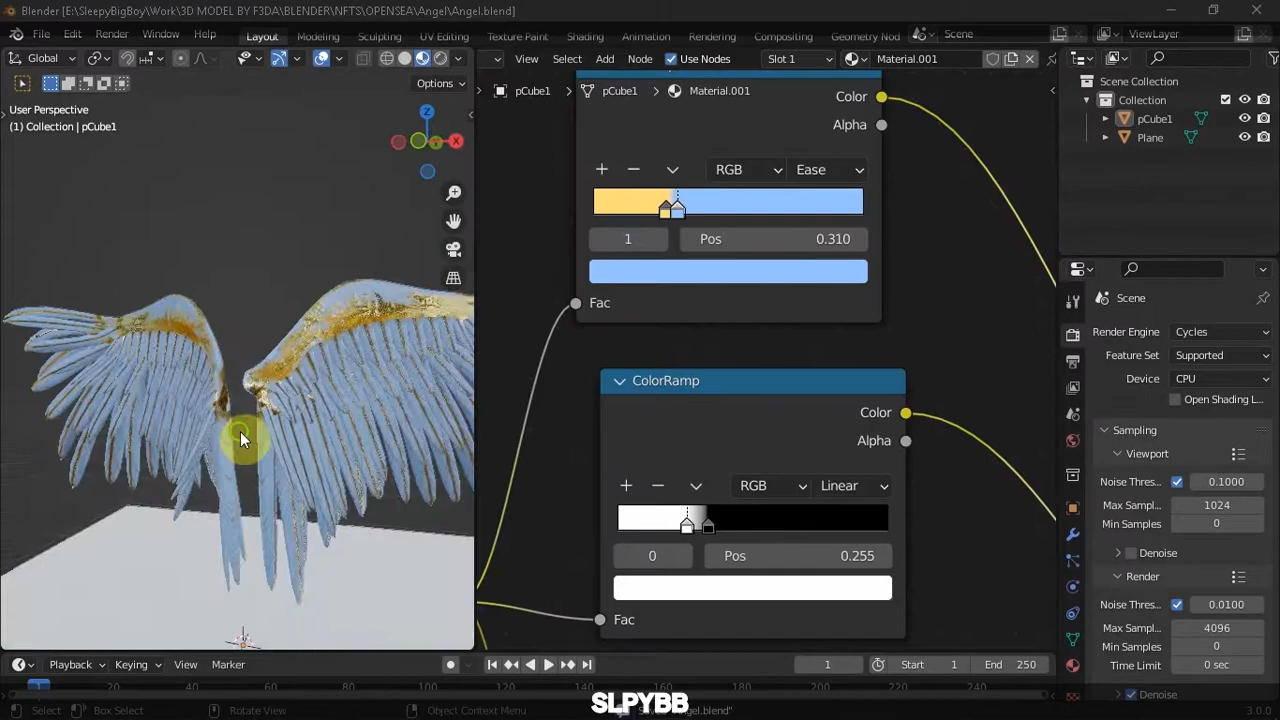 Blender [E:\SleepyBigBoy\Work\3D MODEL BY F3DA\BLENDER\NFTS\OPENSEA\Angel\Angel.blend]
File Edit Render Window Help Layout Modeling Sculpting UV Editing Texture Paint Shading Animation Rendering Compositing Geometry Nod Scene ViewLayer
Global View Select Add Node Use Nodes Slot 1 Material.001
Options
User Perspective
(1) Collection | pCube1
X
Z
pCube1 pCube1 Material.001
Color
Alpha
RGB Ease
1 Pos 0.310
Fac
ColorRamp
Color
Alpha
RGB Linear
0 Pos 0.255
Fac
Scene Collection
Collection
pCube1
Plane
Scene
Render Engine Cycles
Feature Set Supported
Device CPU
Open Shading L...
Sampling
Viewport
Noise Thres... 0.1000
Max Sampl... 1024
Min Samples 0
Denoise
Render
Noise Thres... 0.0100
Max Sampl... 4096
Min Samples 0
Time Limit 0 sec
Denoise
Playback Keying View Marker 1 Start 1 End 250
1 20 40 60 80 100 120 140 160 180 200 220 240
Select Box Select Rotate View Object Context Menu Angel.blend" 3.0.0
SLPYBB